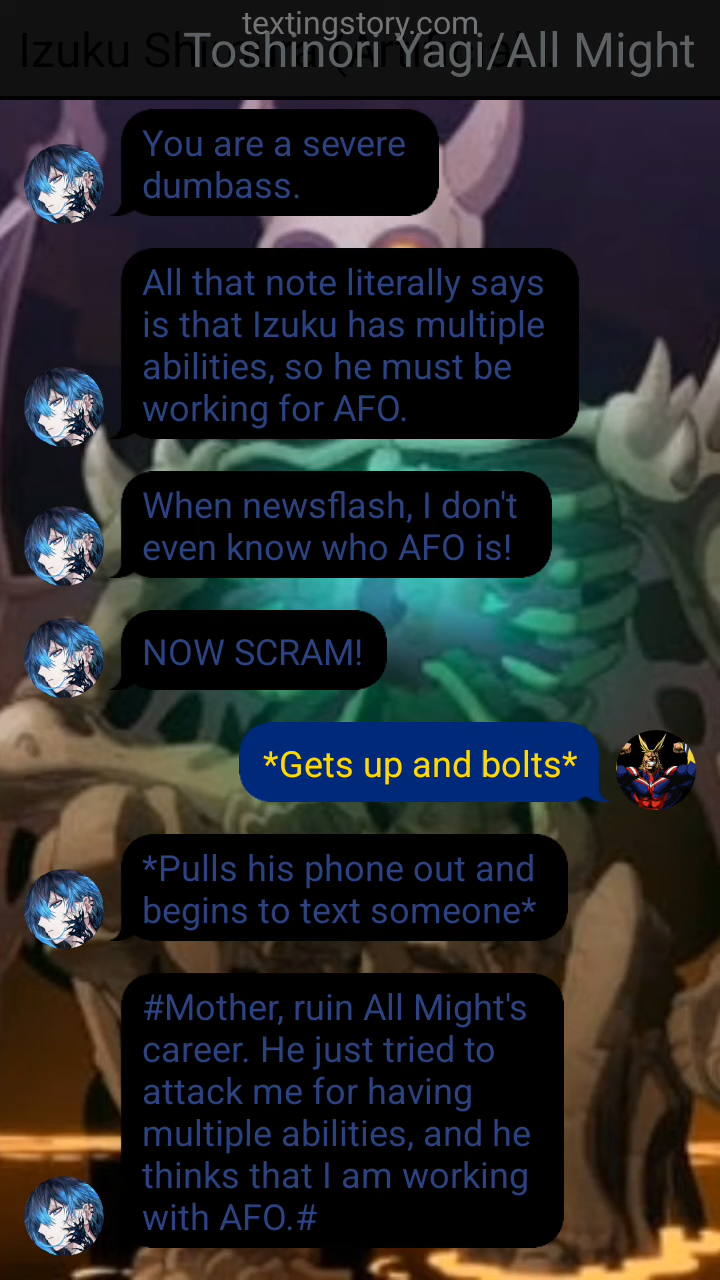 textingstory.com
Izuku Sh
Toshinori Yagi/All Might
You are a severe
dumbass.
All that note literally says
is that Izuku has multiple
abilities, so he must be
working for AFO.
When newsflash, I don't
even know who AFO is!
NOW SCRAM!
*Gets up and bolts*
*Pulls his phone out and
begins to text someone*
#Mother, ruin All Might's
career. He just tried to
attack me for having
multiple abilities, and he
thinks that I am working
with AFO.#